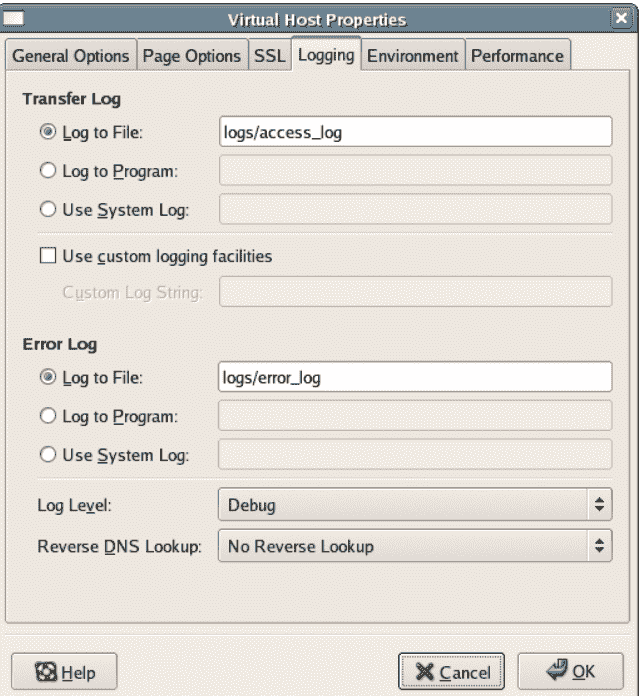 Virtual Host Properties
General Options Page Options SSL Logging Environment Performance
Transfer Log
Log to File: logs/access_log
Log to Program:
Use System Log:
Use custom logging facilities
Custom Log String:
Error Log
Log to File: logs/error_log
Log to Program:
Use System Log:
Log Level: Debug
Reverse DNS Lookup: No Reverse Lookup
Help Cancel OK